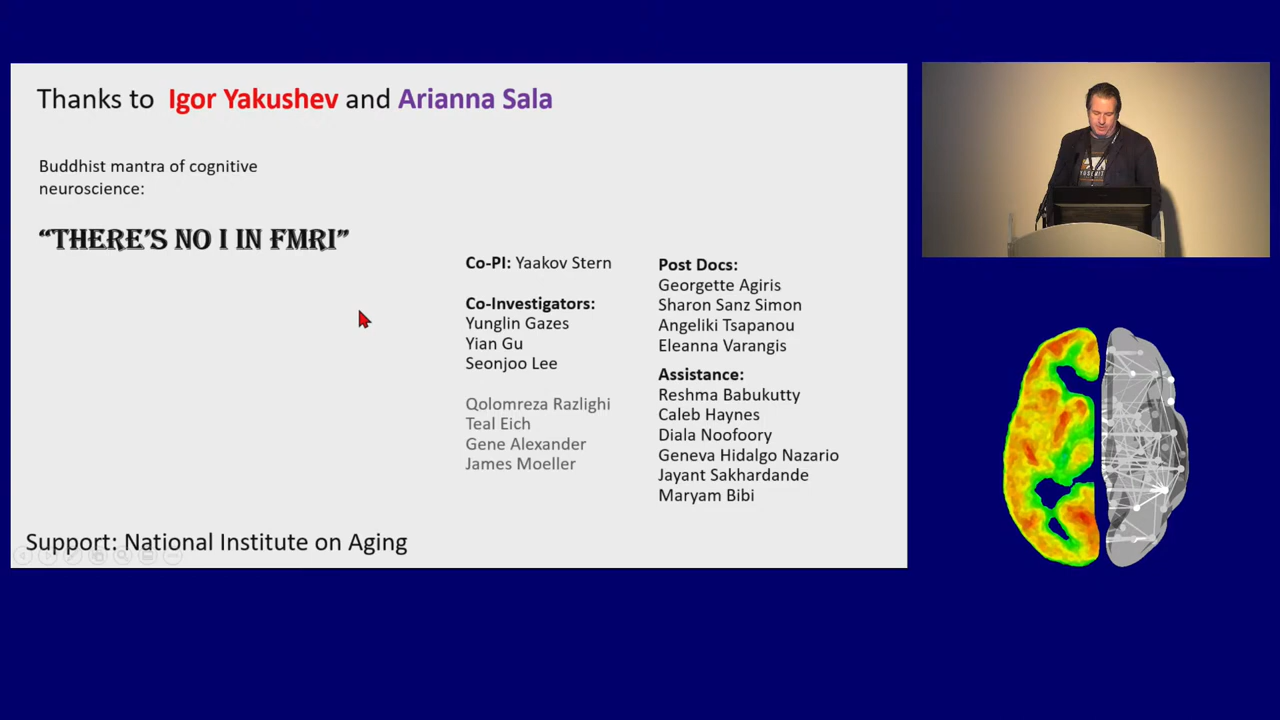 Thanks to Igor Yakushev and Arianna Sala
Buddhist mantra of cognitive
neuroscience:
“THERE’S NO I IN FMRI”
Co-PI: Yaakov Stern
Co-Investigators:
Yunglin Gazes
Yian Gu
Seonjoo Lee
Qolomreza Razlighi
Teal Eich
Gene Alexander
James Moeller
Post Docs:
Georgette Agiris
Sharon Sanz Simon
Angeliki Tsapanou
Eleanna Varangis
Assistance:
Reshma Babukutty
Caleb Haynes
Diala Noofoory
Geneva Hidalgo Nazario
Jayant Sakhardande
Maryam Bibi
Support: National Institute on Aging